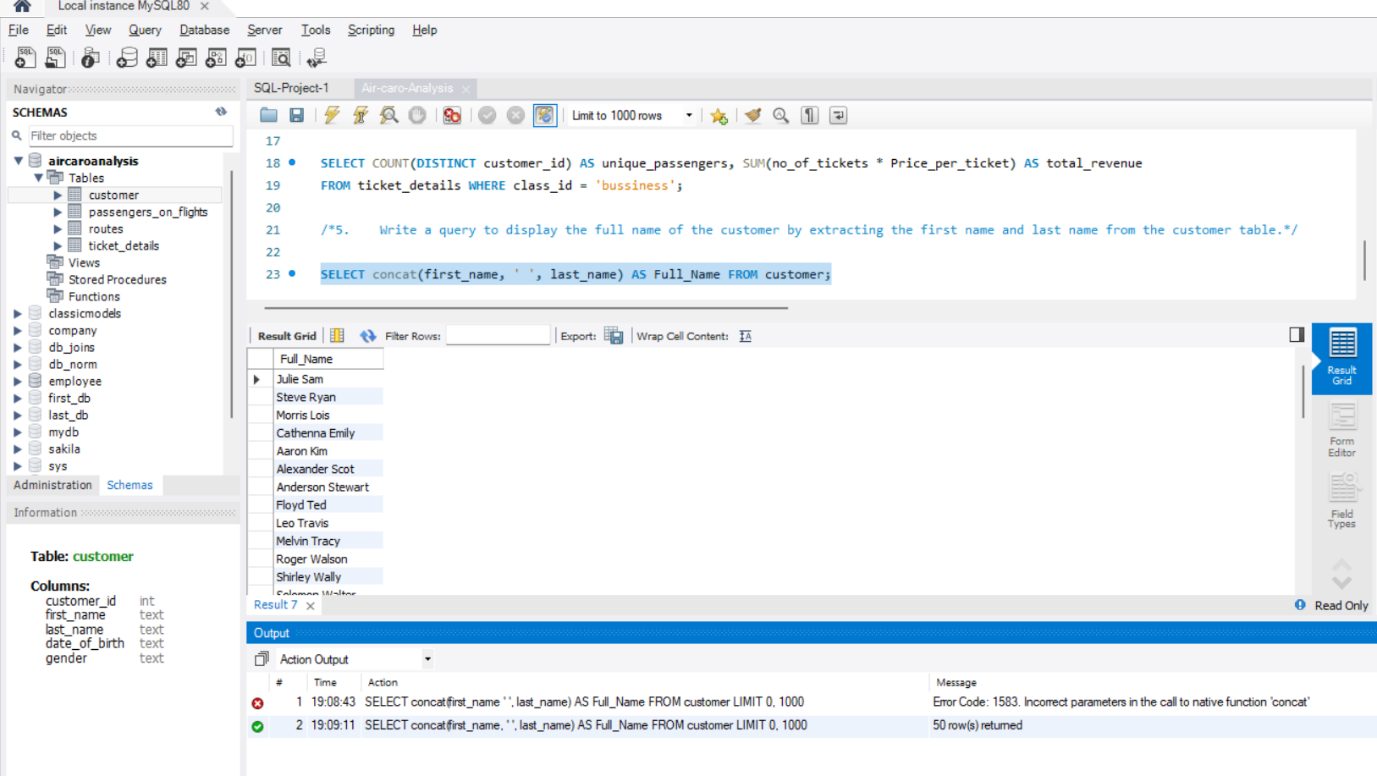 Local instance MySQL80 ×
File Edit View Query Database Server Tools Scripting Help
Navigator
SCHEMAS
Filter objects
aircaroanalysis
Tables
customer
passengers_on_flights
routes
ticket_details
Views
Stored Procedures
Functions
classicmodels
company
db_joins
db_norm
employee
first_db
last_db
mydb
sakila
sys
Administration Schemas
Information
Table: customer
Columns:
customer_id int
first_name text
last_name text
date_of_birth text
gender text
SQL-Project-1 Air-caro-Analysis ×
Limit to 1000 rows
17
18 SELECT COUNT(DISTINCT customer_id) AS unique_passengers, SUM(no_of_tickets * Price_per_ticket) AS total_revenue
19 FROM ticket_details WHERE class_id = 'bussiness';
20
21 /*5. Write a query to display the full name of the customer by extracting the first name and last name from the customer table.*/
22
23 SELECT concat(first_name, ' ', last_name) AS Full_Name FROM customer;
Result Grid Filter Rows: Export: Wrap Cell Content:
Full_Name
Julie Sam
Steve Ryan
Morris Lois
Cathenna Emily
Aaron Kim
Alexander Scot
Anderson Stewart
Floyd Ted
Leo Travis
Melvin Tracy
Roger Walson
Shirley Wally
Solomon Walter
Result
Grid
Form
Editor
Field
Types
Result 7 × Read Only
Output
Action Output
# Time Action Message
1 19:08:43 SELECT concat(first_name ' ', last_name) AS Full_Name FROM customer LIMIT 0, 1000 Error Code: 1583. Incorrect parameters in the call to native function 'concat'
2 19:09:11 SELECT concat(first_name, ' ', last_name) AS Full_Name FROM customer LIMIT 0, 1000 50 row(s) returned